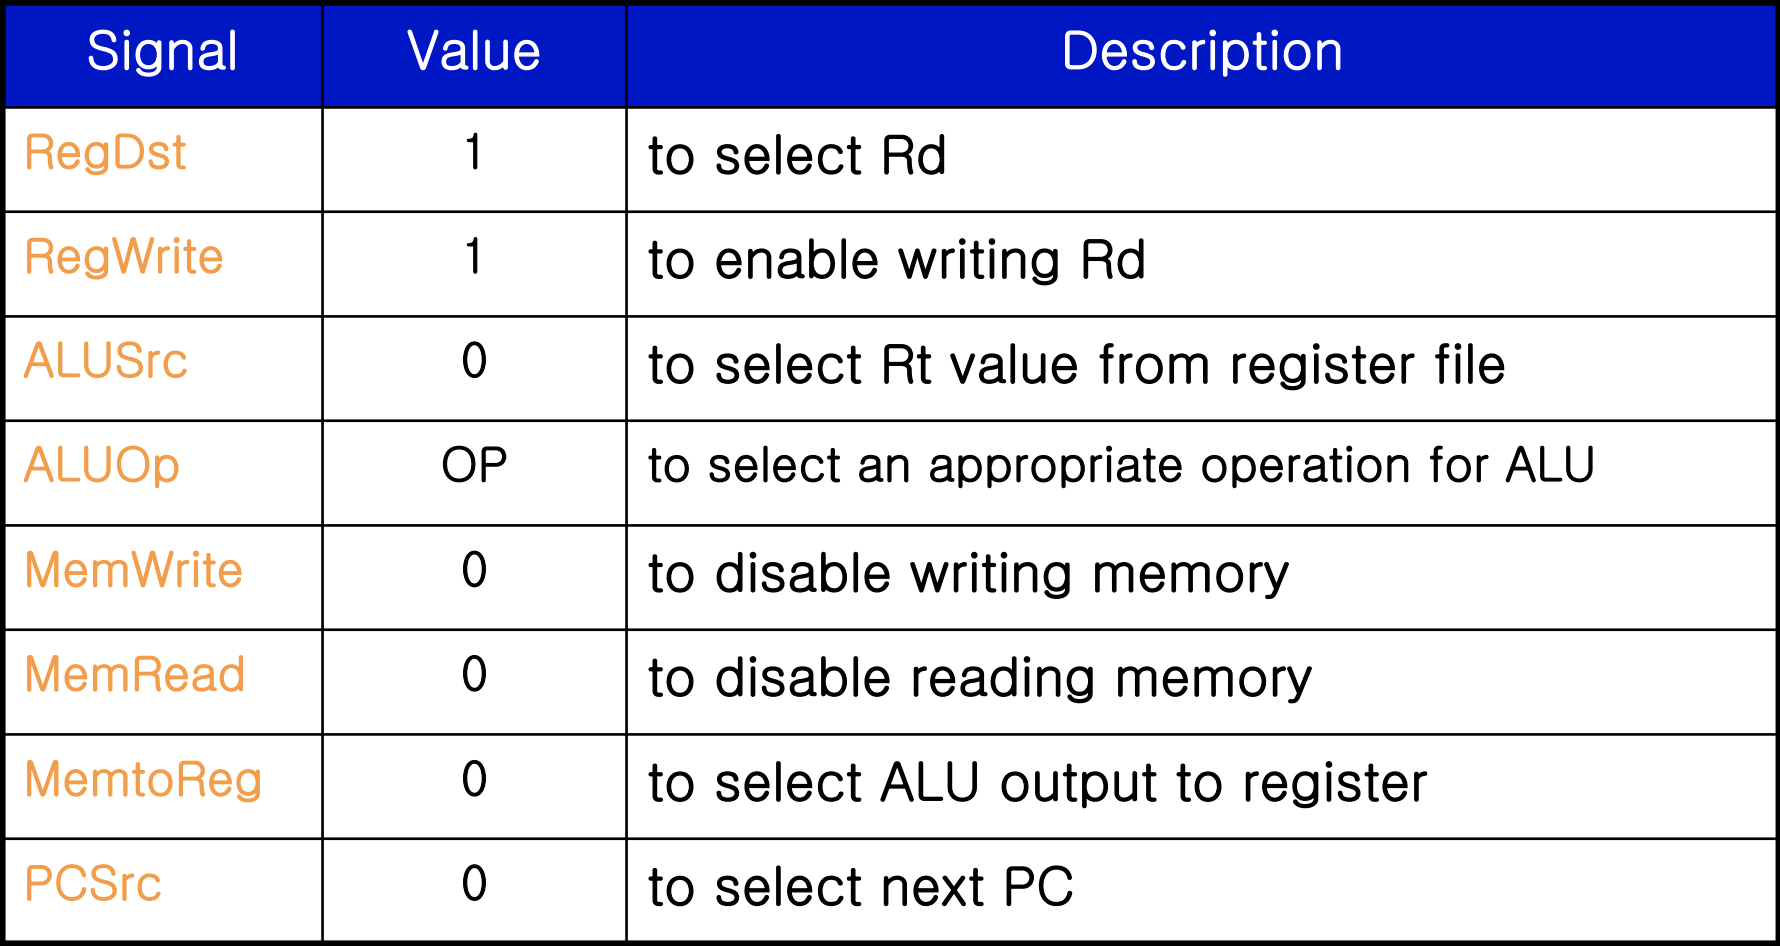 Signal Value Description
RegDst 1 to select Rd
RegWrite 1 to enable writing Rd
ALUSrc 0 to select Rt value from register file
ALUOp OP to select an appropriate operation for ALU
MemWrite 0 to disable writing memory
MemRead 0 to disable reading memory
MemtoReg 0 to select ALU output to register
PCSrc 0 to select next PC